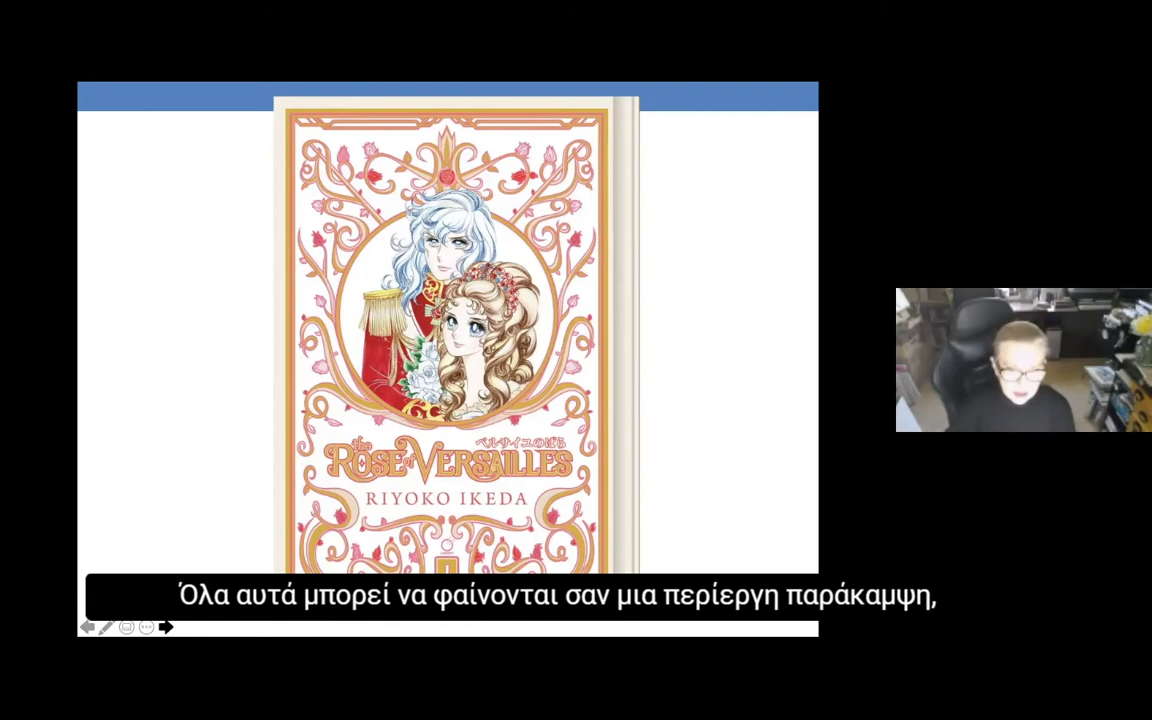 ベルサイユのばら
the
ROSE of VERSAILLES
RIYOKO IKEDA
Όλα αυτά μπορεί να φαίνονται σαν μια περίεργη παράκαμψη,